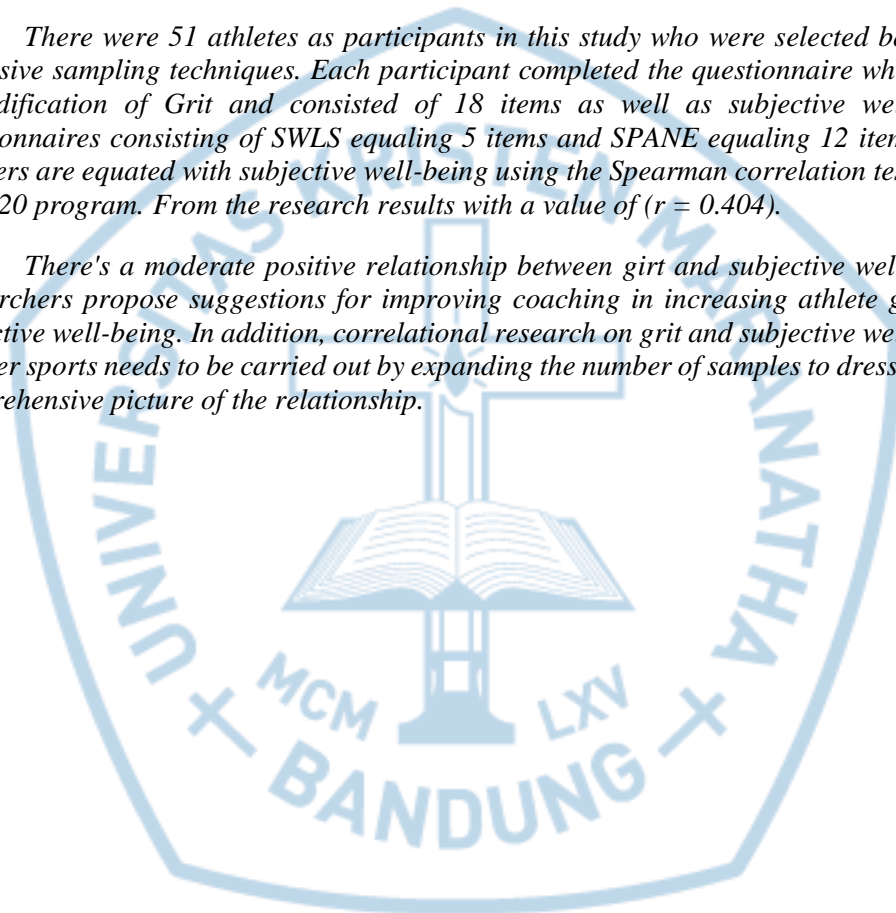 There were 51 athletes as participants in this study who were selected ba
sive sampling techniques. Each participant completed the questionnaire wh
dification of Grit and consisted of 18 items as well as subjective we
onnaires consisting of SWLS equaling 5 items and SPANE equaling 12 item
ers are equated with subjective well-being using the Spearman correlation te
20 program. From the research results with a value of (r = 0.404).
There's a moderate positive relationship between girt and subjective wel
rchers propose suggestions for improving coaching in increasing athlete g
ctive well-being. In addition, correlational research on grit and subjective we
er sports needs to be carried out by expanding the number of samples to dress
rehensive picture of the relationship.
UNIVERSITAS KRISTEN MARANATHA
MCM LXV
BANDUNG